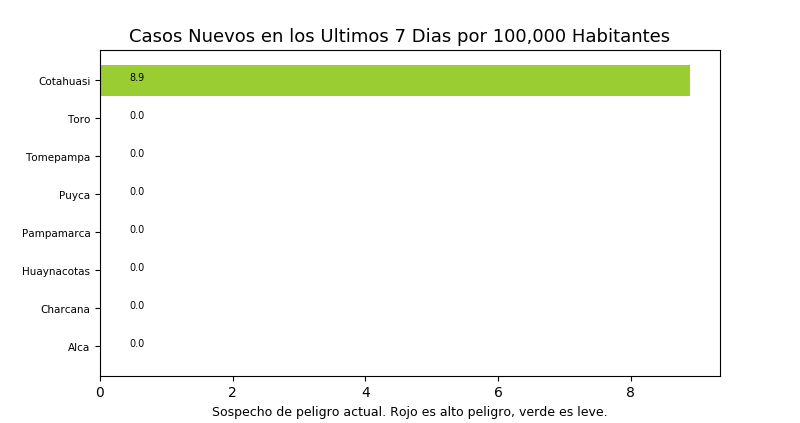 Casos Nuevos en los Ultimos 7 Dias por 100,000 Habitantes
Cotahuasi 8.9
Toro 0.0
Tomepampa 0.0
Puyca 0.0
Pampamarca 0.0
Huaynacotas 0.0
Charcana 0.0
Alca 0.0
0 2 4 6 8
Sospecho de peligro actual. Rojo es alto peligro, verde es leve.